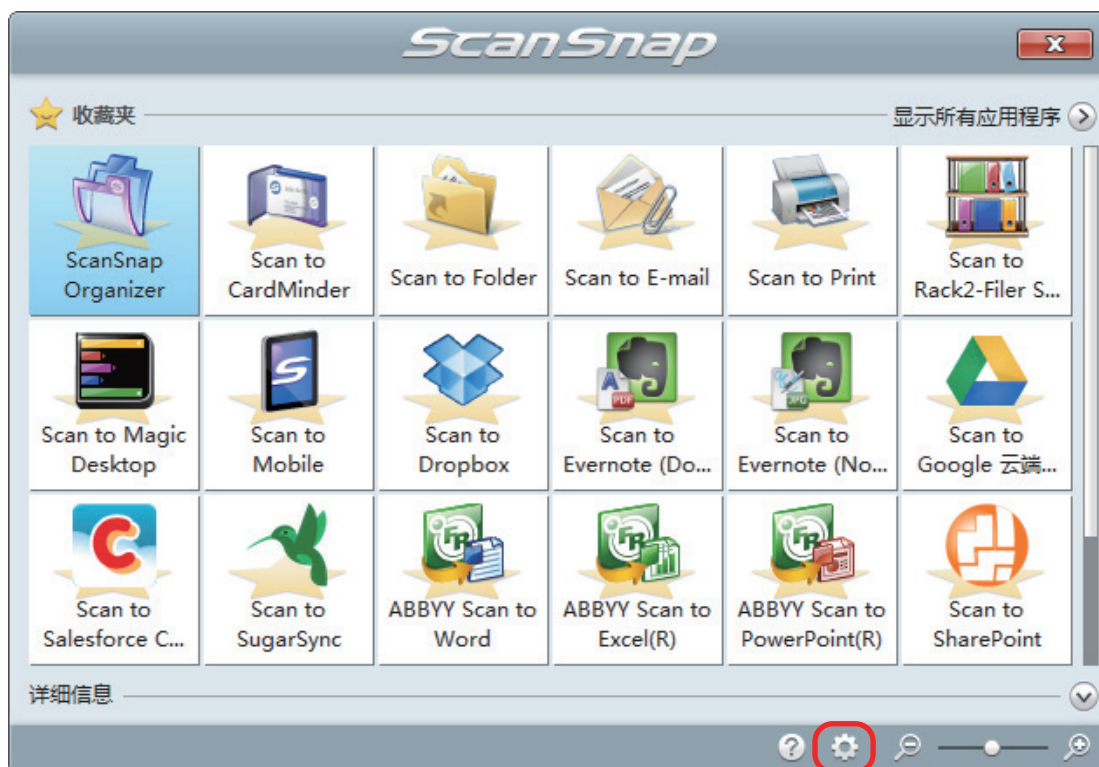 ScanSnap
收藏夹
显示所有应用程序
ScanSnap
Organizer
Scan to
CardMinder
Scan to Folder
Scan to E-mail
Scan to Print
Scan to
Rack2-Filer S...
Scan to Magic
Desktop
Scan to
Mobile
Scan to
Dropbox
Scan to
Evernote (Do...
Scan to
Evernote (No...
Scan to
Google 云端...
Scan to
Salesforce C...
Scan to
SugarSync
ABBYY Scan to
Word
ABBYY Scan to
Excel(R)
ABBYY Scan to
PowerPoint(R)
Scan to
SharePoint
详细信息